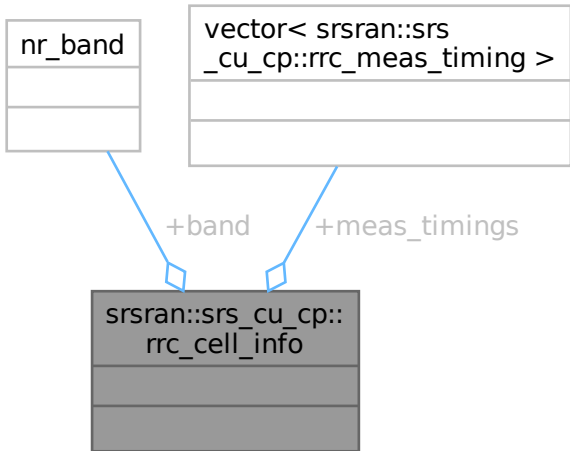 nr_band
vector< srsran::srs
_cu_cp::rrc_meas_timing >
+band
+meas_timings
srsran::srs_cu_cp::
rrc_cell_info